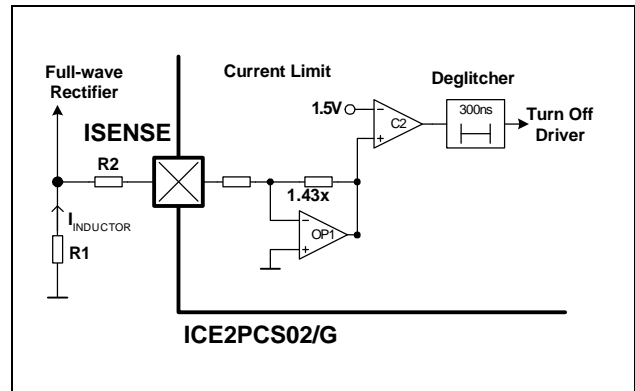 Full-wave
Rectifier
Current Limit
Deglitcher
1.5V
C2
300ns
Turn Off
Driver
ISENSE
R2
1.43x
I INDUCTOR
OP1
R1
ICE2PCS02/G